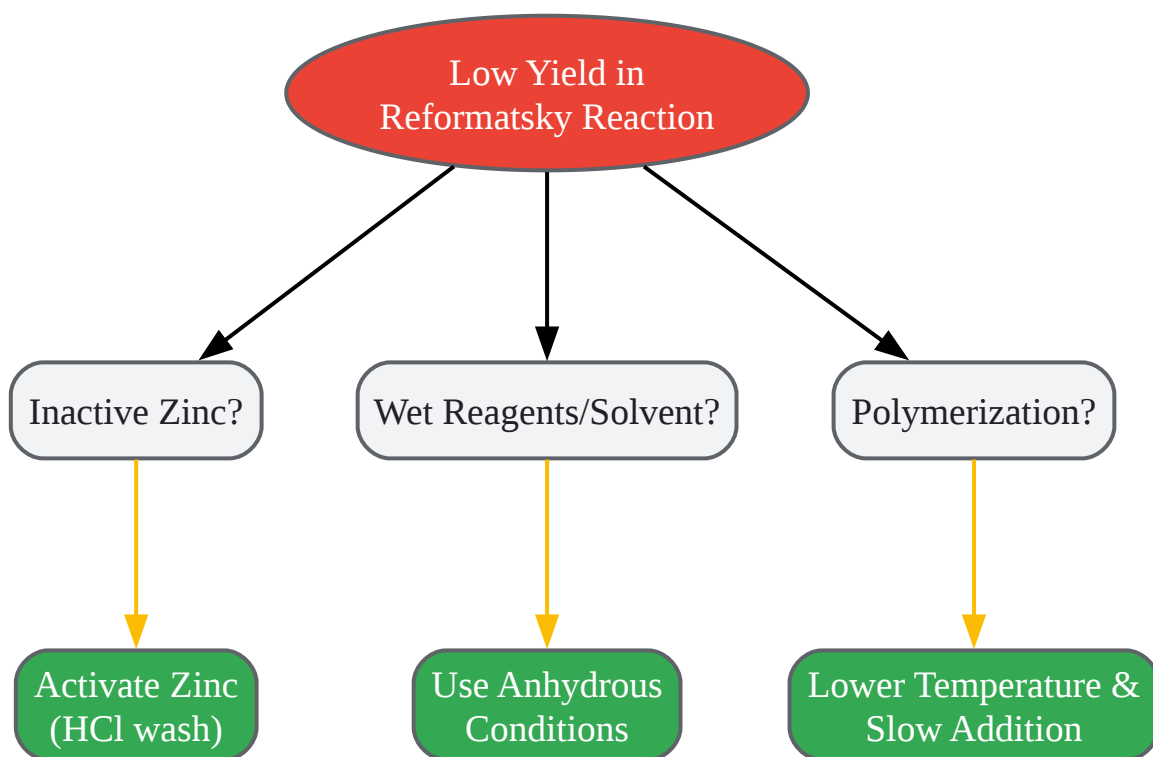 Low Yield in
Reformatsky Reaction
Inactive Zinc?
Wet Reagents/Solvent?
Polymerization?
Activate Zinc
(HCl wash)
Use Anhydrous
Conditions
Lower Temperature &
Slow Addition